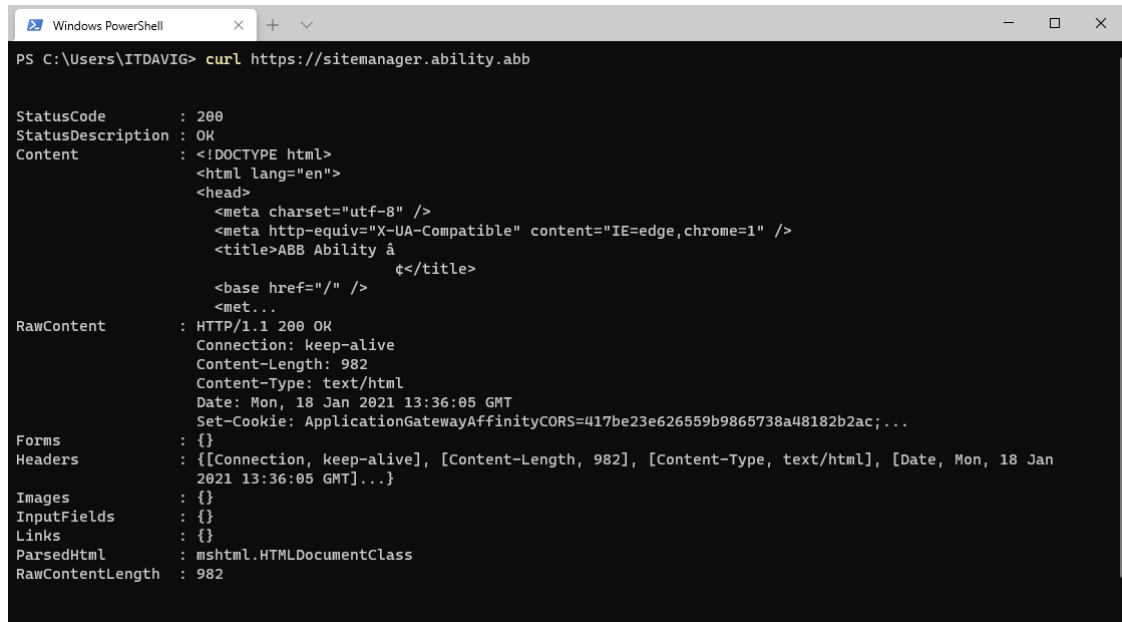 Windows PowerShell
PS C:\Users\ITDAVIG> curl https://sitemanager.ability.abb
StatusCode        : 200
StatusDescription : OK
Content           : <!DOCTYPE html>
                    <html lang="en">
                    <head>
                      <meta charset="utf-8" />
                      <meta http-equiv="X-UA-Compatible" content="IE=edge,chrome=1" />
                      <title>ABB Ability â
                                          ¢</title>
                      <base href="/" />
                      <met...
RawContent        : HTTP/1.1 200 OK
                    Connection: keep-alive
                    Content-Length: 982
                    Content-Type: text/html
                    Date: Mon, 18 Jan 2021 13:36:05 GMT
                    Set-Cookie: ApplicationGatewayAffinityCORS=417be23e626559b9865738a48182b2ac;...
Forms             : {}
Headers           : {[Connection, keep-alive], [Content-Length, 982], [Content-Type, text/html], [Date, Mon, 18 Jan
                    2021 13:36:05 GMT]...}
Images            : {}
InputFields       : {}
Links             : {}
ParsedHtml        : mshtml.HTMLDocumentClass
RawContentLength  : 982